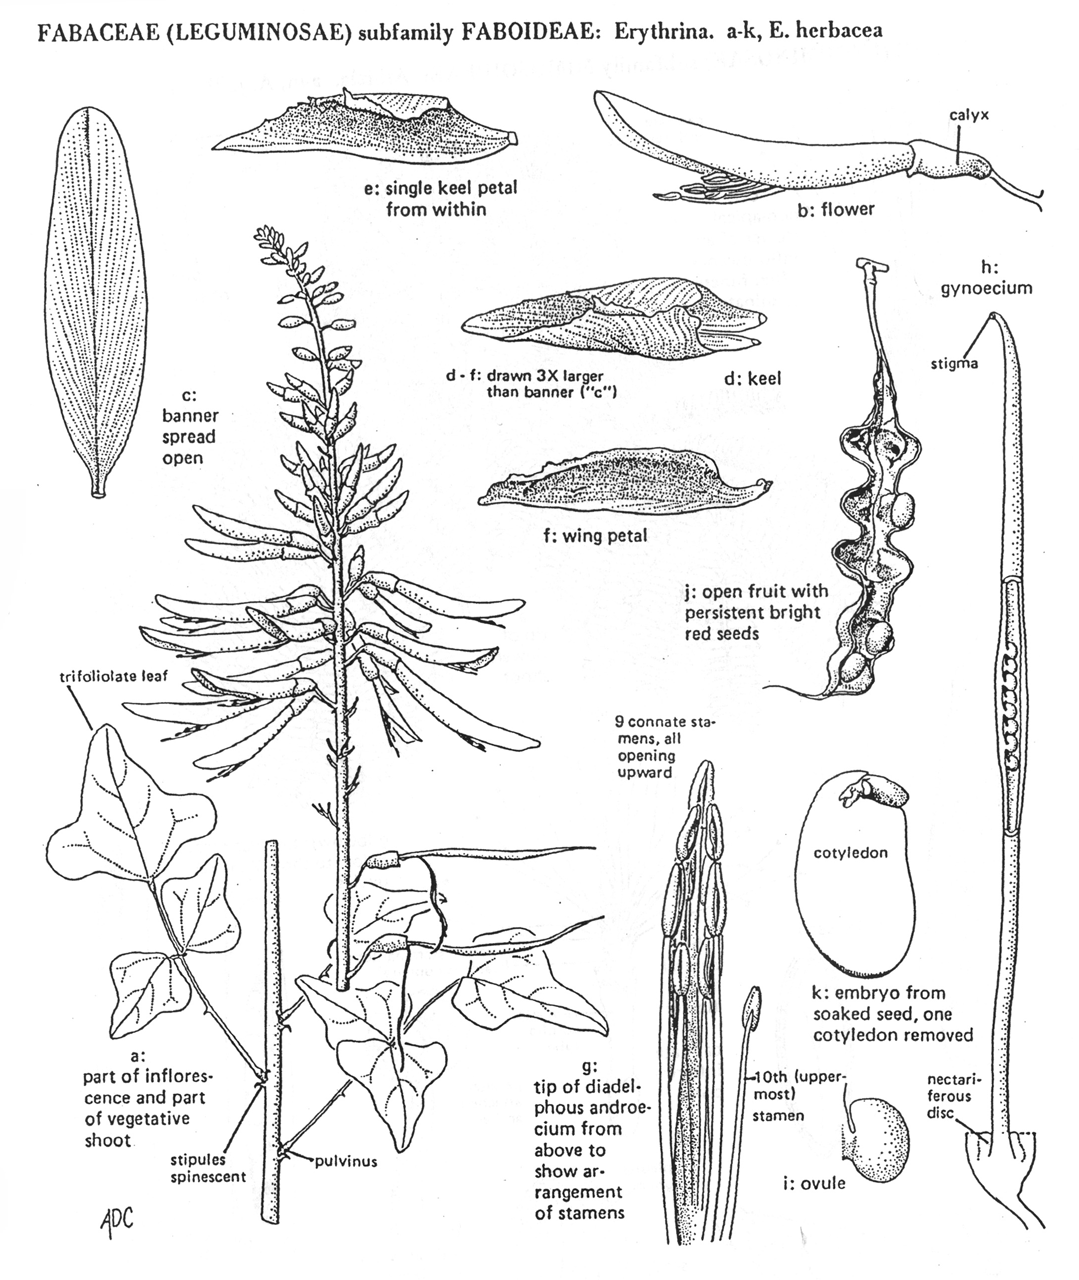 FABACEAE (LEGUMINOSAE) subfamily FABOIDEAE: Erythrina. a-k, E. herbacea
e: single keel petal
from within
calyx
b: flower
c:
banner
spread
open
d - f: drawn 3X larger
than banner ("c")
d: keel
h:
gynoecium
stigma
f: wing petal
j: open fruit with
persistent bright
red seeds
trifoliolate leaf
9 connate sta-
mens, all
opening
upward
cotyledon
k: embryo from
soaked seed, one
cotyledon removed
a:
part of inflores-
cence and part
of vegetative
shoot
stipules
spinescent
pulvinus
g:
tip of diadel-
phous androe-
cium from
above to
show ar-
rangement
of stamens
10th (upper-
most)
stamen
nectari-
ferous
disc
i: ovule
ADC